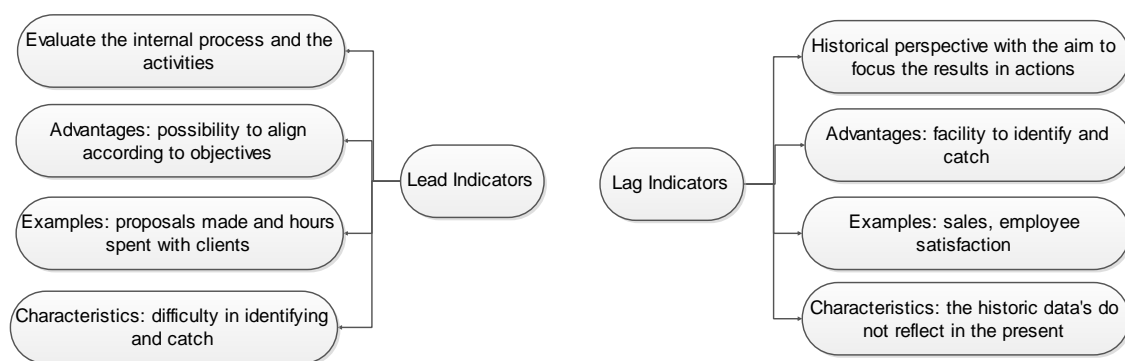 Evaluate the internal process and the
activities
Advantages: possibility to align
according to objectives
Lead Indicators
Examples: proposals made and hours
spent with clients
Characteristics: difficulty in identifying
and catch
Historical perspective with the aim to
focus the results in actions
Advantages: facility to identify and
catch
Lag Indicators
Examples: sales, employee
satisfaction
Characteristics: the historic data's do
not reflect in the present